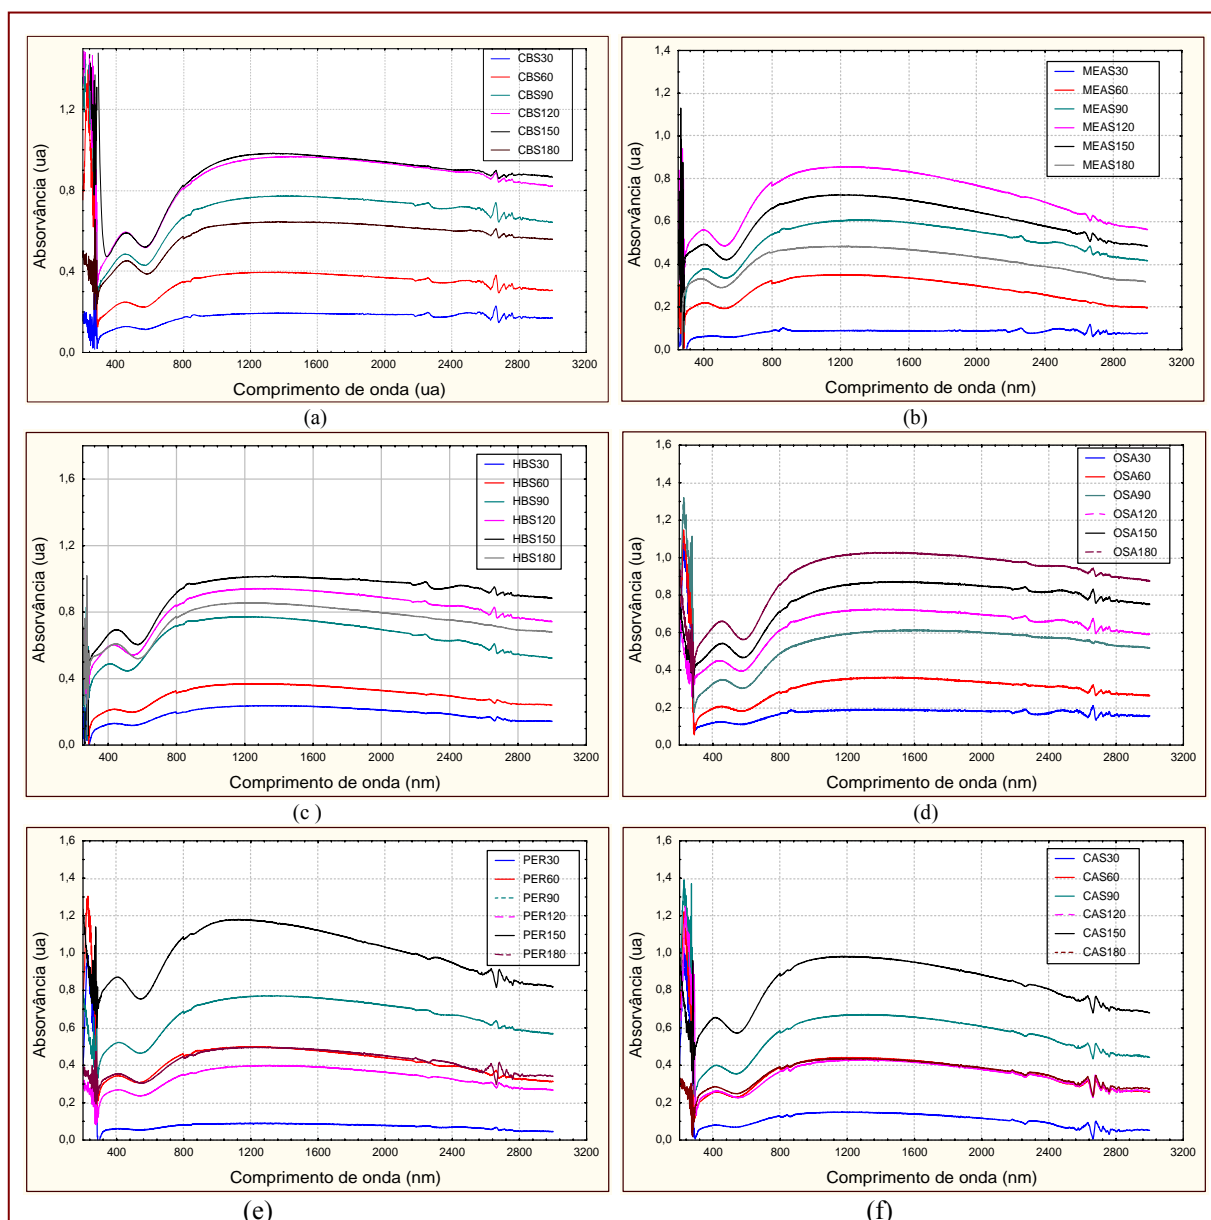 CBS30
CBS60
CBS90
CBS120
CBS150
CBS180
1,2
0,8
0,4
0,0
400 800 1200 1600 2000 2400 2800 3200
Absorvância (ua)
Comprimento de onda (ua)
(a)
MEAS30
MEAS60
MEAS90
MEAS120
MEAS150
MEAS180
1,4
1,2
1,0
0,8
0,6
0,4
0,2
0,0
400 800 1200 1600 2000 2400 2800 3200
Absorvância (ua)
Comprimento de onda (nm)
(b)
HBS30
HBS60
HBS90
HBS120
HBS150
HBS180
1,6
1,2
0,8
0,4
0,0
400 800 1200 1600 2000 2400 2800 3200
Absorvância (ua)
Comprimento de onda (nm)
(c )
OSA30
OSA60
OSA90
OSA120
OSA150
OSA180
1,6
1,4
1,2
1,0
0,8
0,6
0,4
0,2
0,0
400 800 1200 1600 2000 2400 2800 3200
Absorvância (ua)
Comprimento de onda (nm)
(d)
PER30
PER60
PER90
PER120
PER150
PER180
1,6
1,4
1,2
1,0
0,8
0,6
0,4
0,2
0,0
400 800 1200 1600 2000 2400 2800 3200
Absorvância (ua)
Comprimento de onda (nm)
(e)
CAS30
CAS60
CAS90
CAS120
CAS150
CAS180
1,6
1,4
1,2
1,0
0,8
0,6
0,4
0,2
0,0
400 800 1200 1600 2000 2400 2800 3200
Absorvância (ua)
Comprimento de onda (nm)
(f)